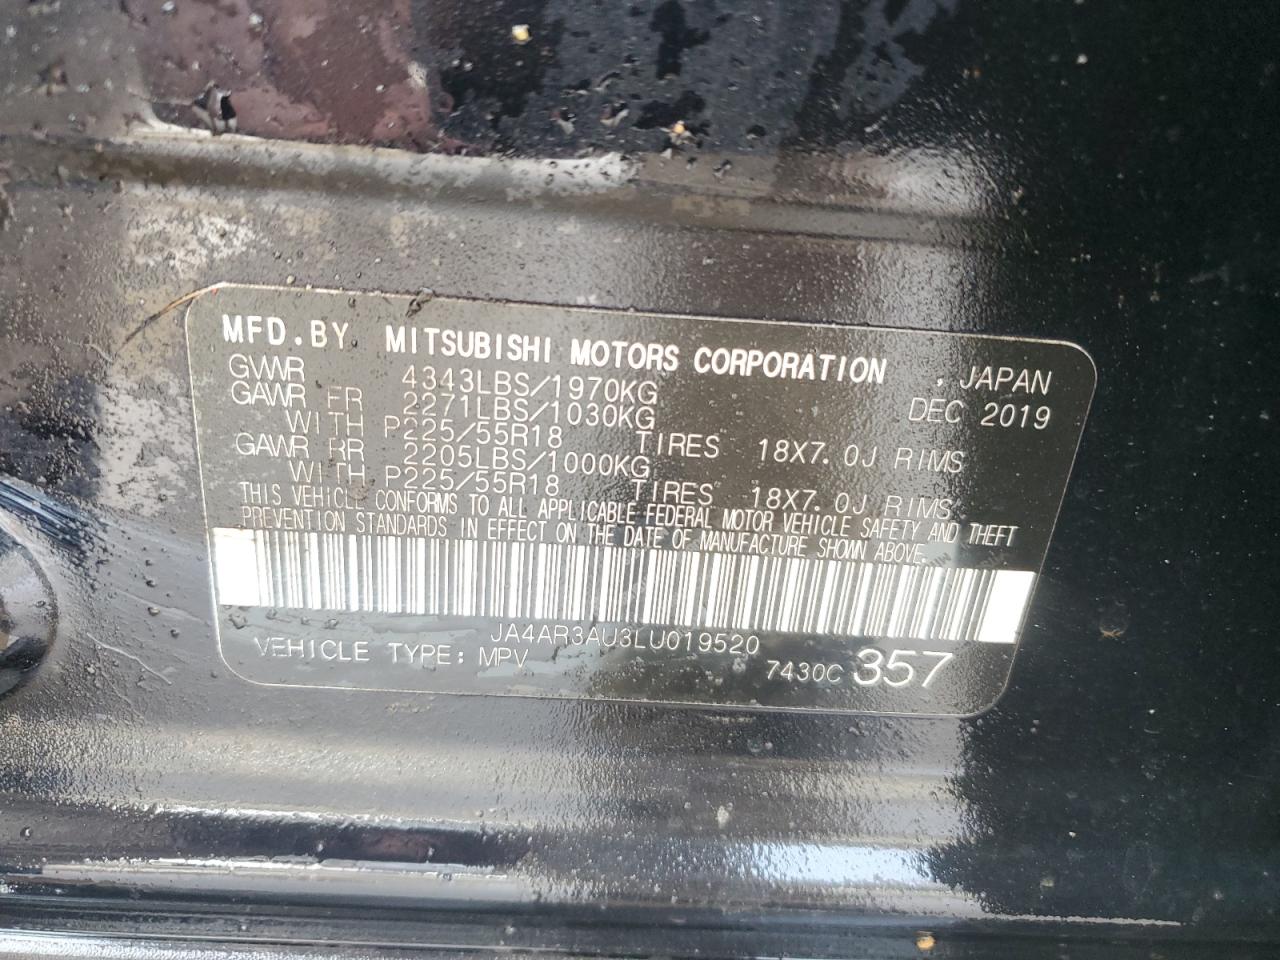 MFD.BY MITSUBISHI MOTORS CORPORATION , JAPAN
GVWR 4343LBS/1970KG DEC 2019
GAWR FR 2271LBS/1030KG
WITH P225/55R18 TIRES 18X7.0J RIMS
GAWR RR 2205LBS/1000KG
WITH P225/55R18 TIRES 18X7.0J RIMS
THIS VEHICLE CONFORMS TO ALL APPLICABLE FEDERAL MOTOR VEHICLE SAFETY AND THEFT
PREVENTION STANDARDS IN EFFECT ON THE DATE OF MANUFACTURE SHOWN ABOVE.
JA4AR3AU3LU019520
VEHICLE TYPE: MPV 7430C 357